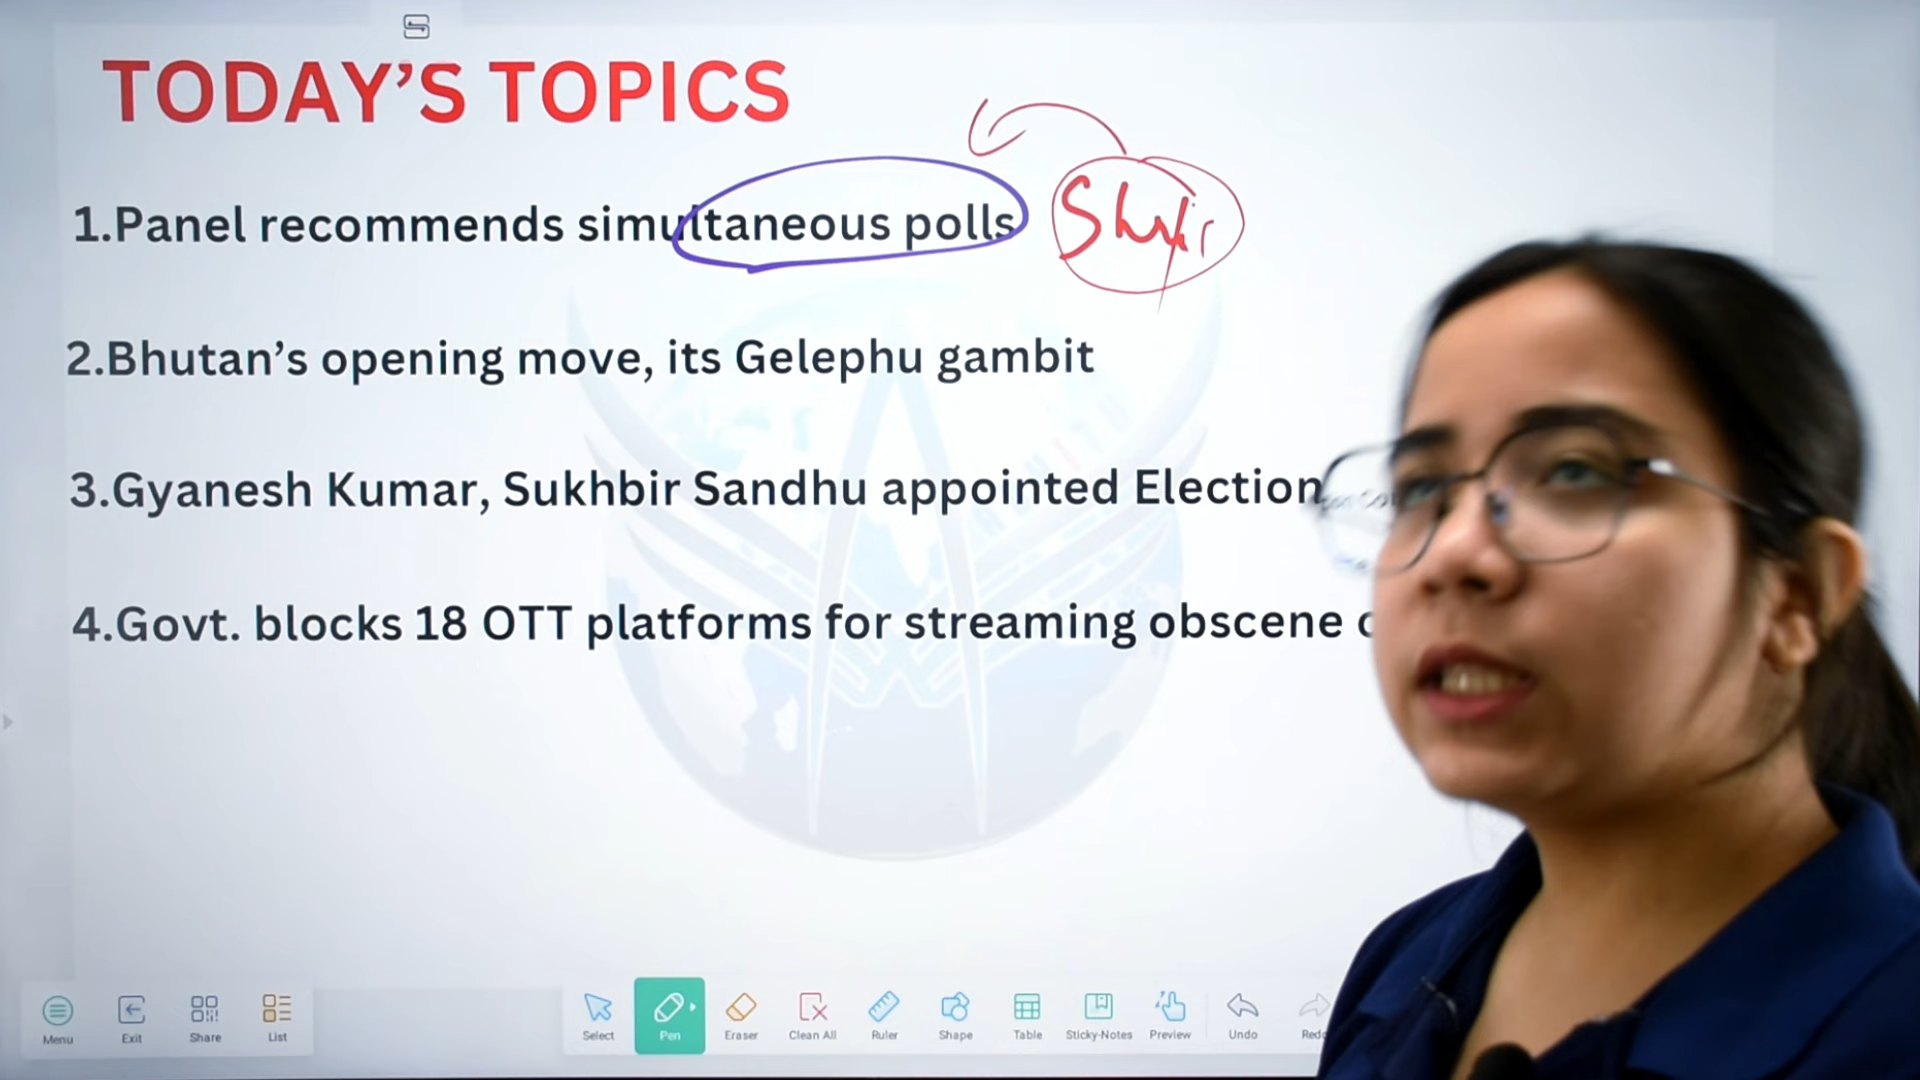 TODAY'S TOPICS
1.Panel recommends simultaneous polls
2.Bhutan's opening move, its Gelephu gambit
3.Gyanesh Kumar, Sukhbir Sandhu appointed Election
4.Govt. blocks 18 OTT platforms for streaming obscene
Menu Exit Share List Select Pen Eraser Clean All Ruler Shape Table Sticky-Notes Preview Undo